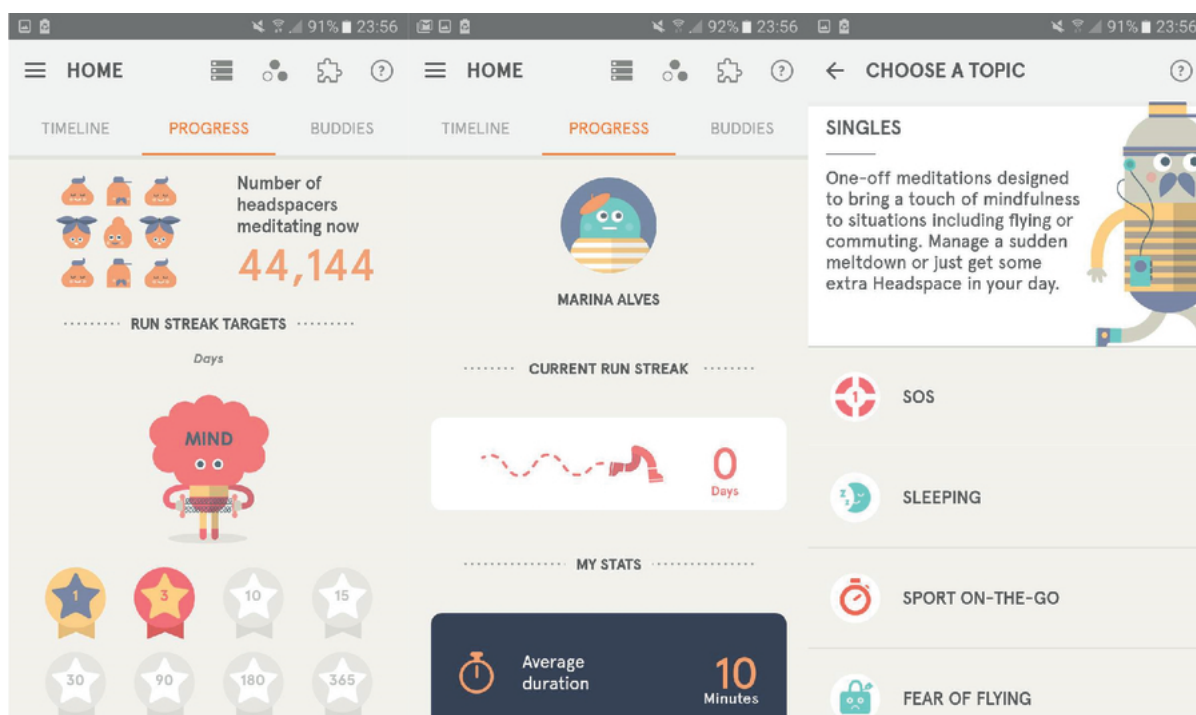 91% 23:56
HOME
?
TIMELINE PROGRESS BUDDIES
Number of
headspacers
meditating now
44,144
RUN STREAK TARGETS
Days
MIND
1 3 10 15
30 90 180 365
92% 23:56
HOME
?
TIMELINE PROGRESS BUDDIES
MARINA ALVES
CURRENT RUN STREAK
0
Days
MY STATS
Average
duration
10
Minutes
91% 23:56
CHOOSE A TOPIC
?
SINGLES
One-off meditations designed
to bring a touch of mindfulness
to situations including flying or
commuting. Manage a sudden
meltdown or just get some
extra Headspace in your day.
1
SOS
z z
SLEEPING
SPORT ON-THE-GO
FEAR OF FLYING